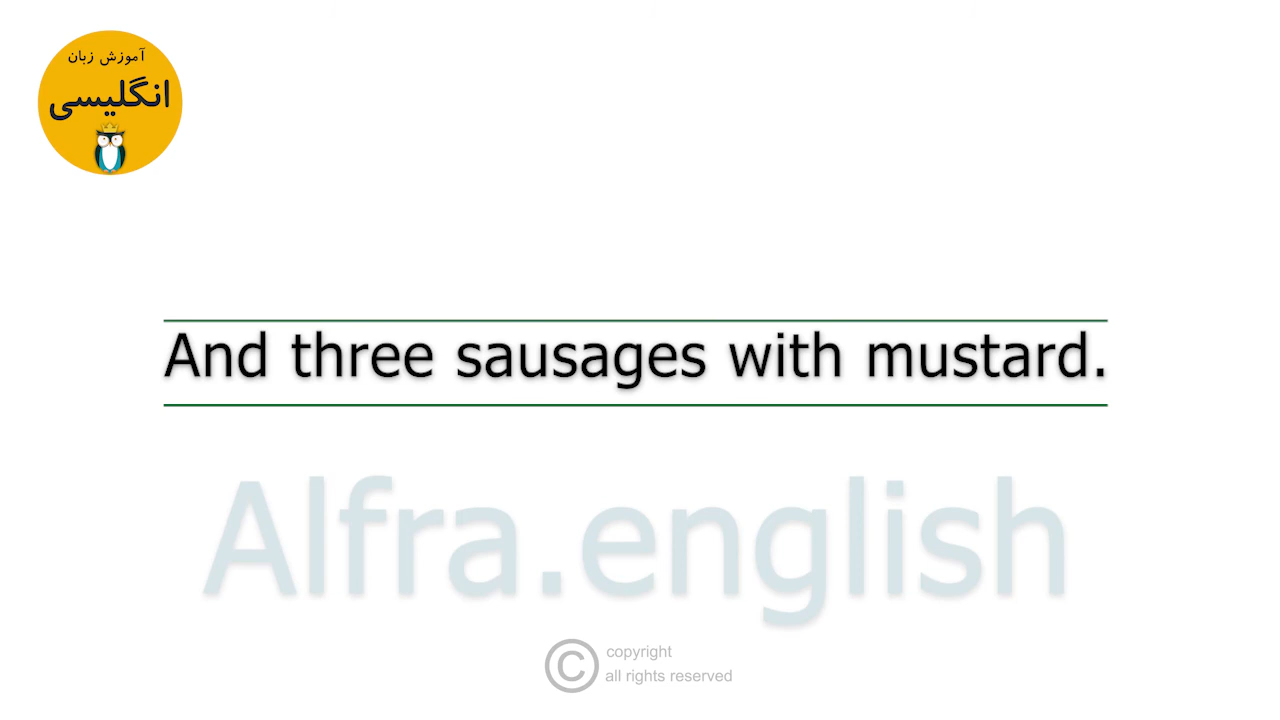 آموزش زبان
انگلیسی
And three sausages with mustard.
Alfra.english
© copyright
all rights reserved